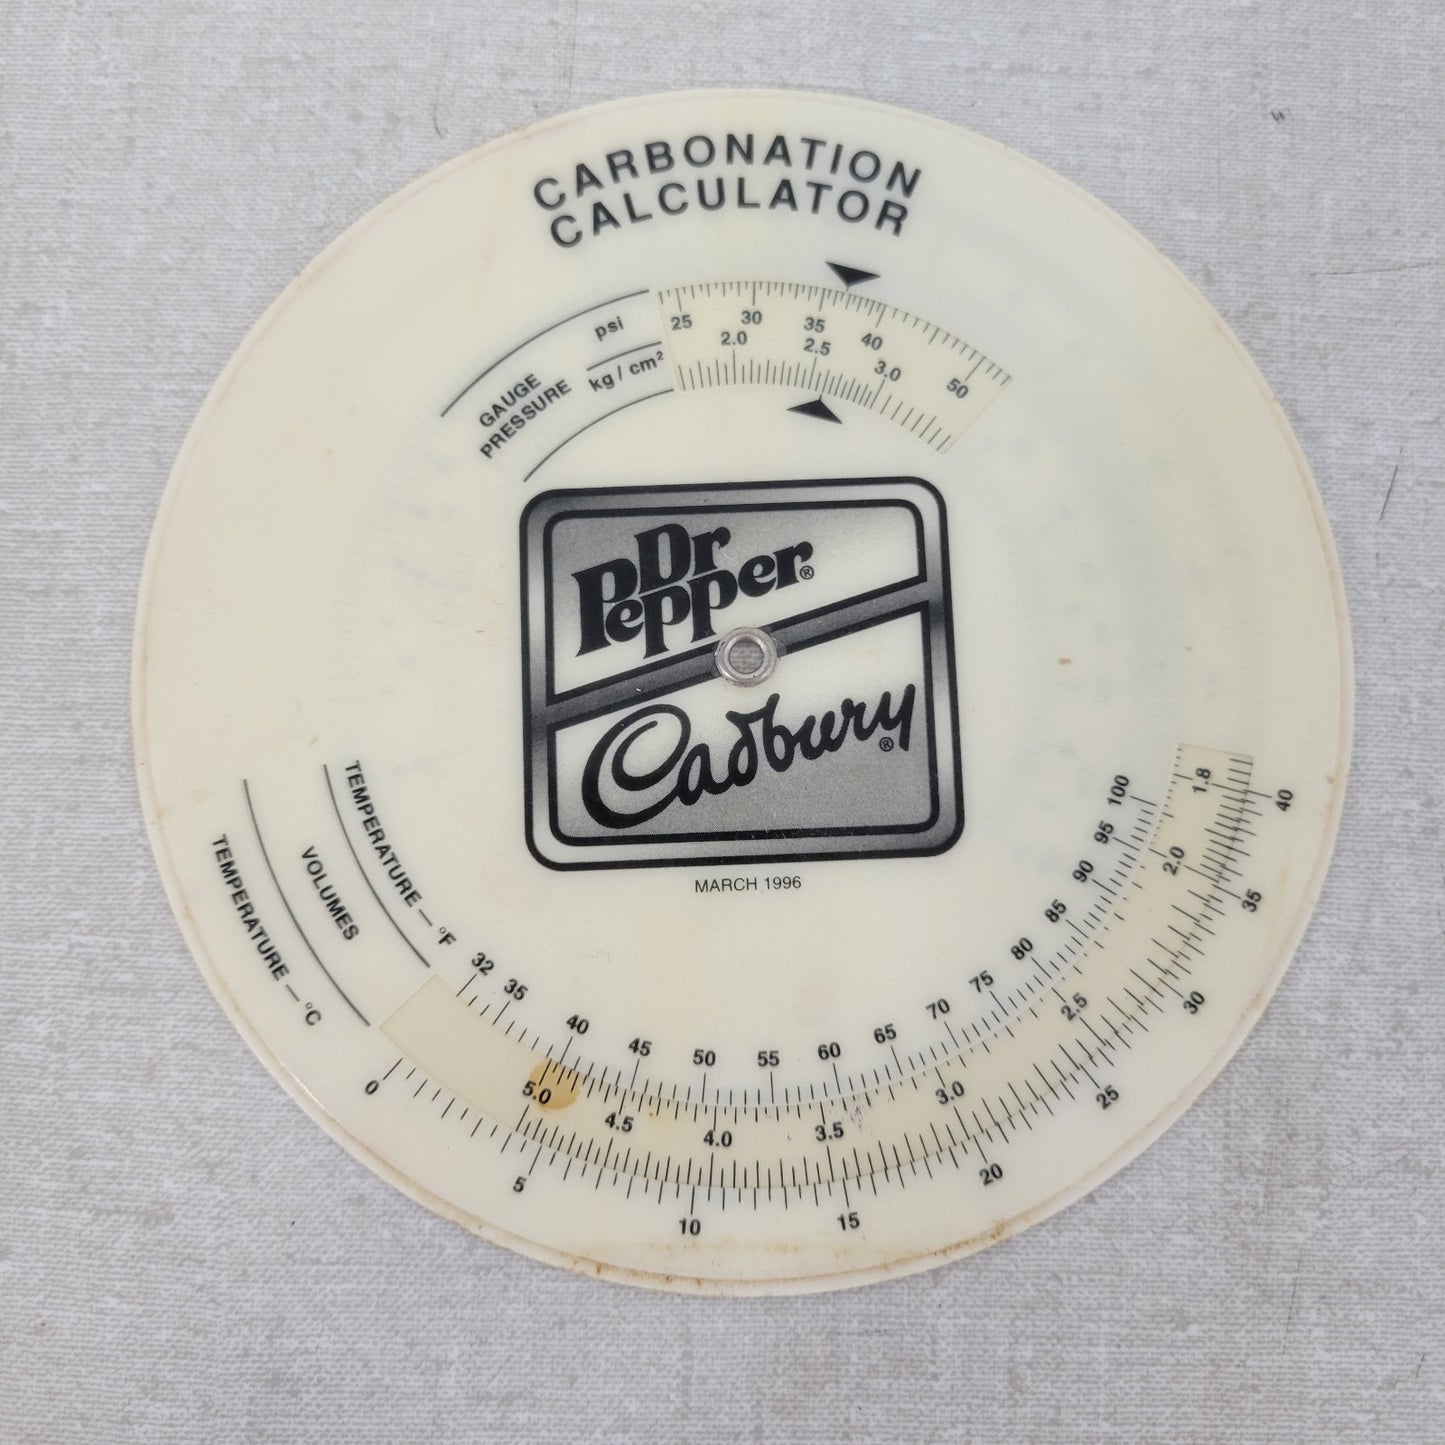 CARBONATION
CALCULATOR
GAUGE
PRESSURE
psi
kg / cm²
25 30 35 40 50
2.0 2.5 3.0
Dr
Pepper®
Cadbury®
MARCH 1996
TEMPERATURE — °F
VOLUMES
TEMPERATURE — °C
32 35 40 45 50 55 60 65 70 75 80 85 90 95 100
5.0 4.5 4.0 3.5 3.0 2.5 2.0 1.8
0 5 10 15 20 25 30 35 40